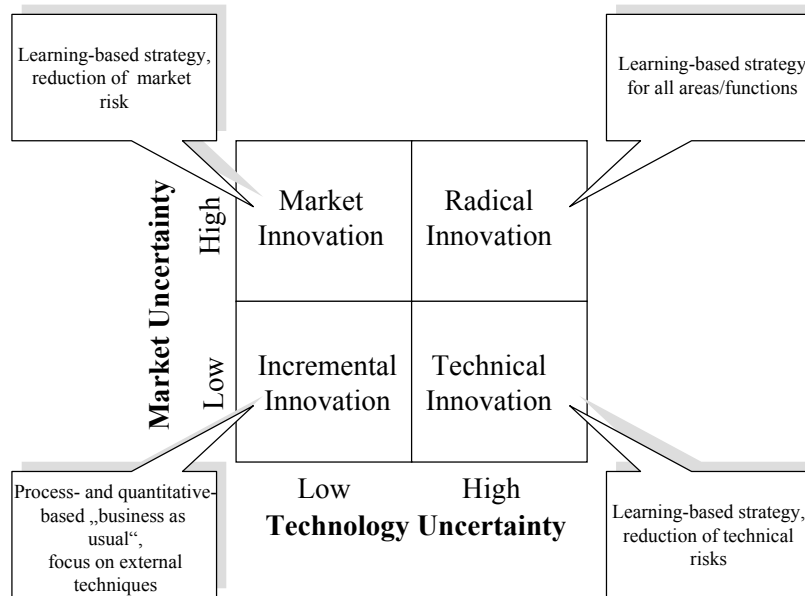 Learning-based strategy,
reduction of market
risk
Learning-based strategy
for all areas/functions
Market Uncertainty
High
Low
Market
Innovation
Radical
Innovation
Incremental
Innovation
Technical
Innovation
Low
High
Technology Uncertainty
Process- and quantitative-
based „business as
usual“,
focus on external
techniques
Learning-based strategy,
reduction of technical
risks